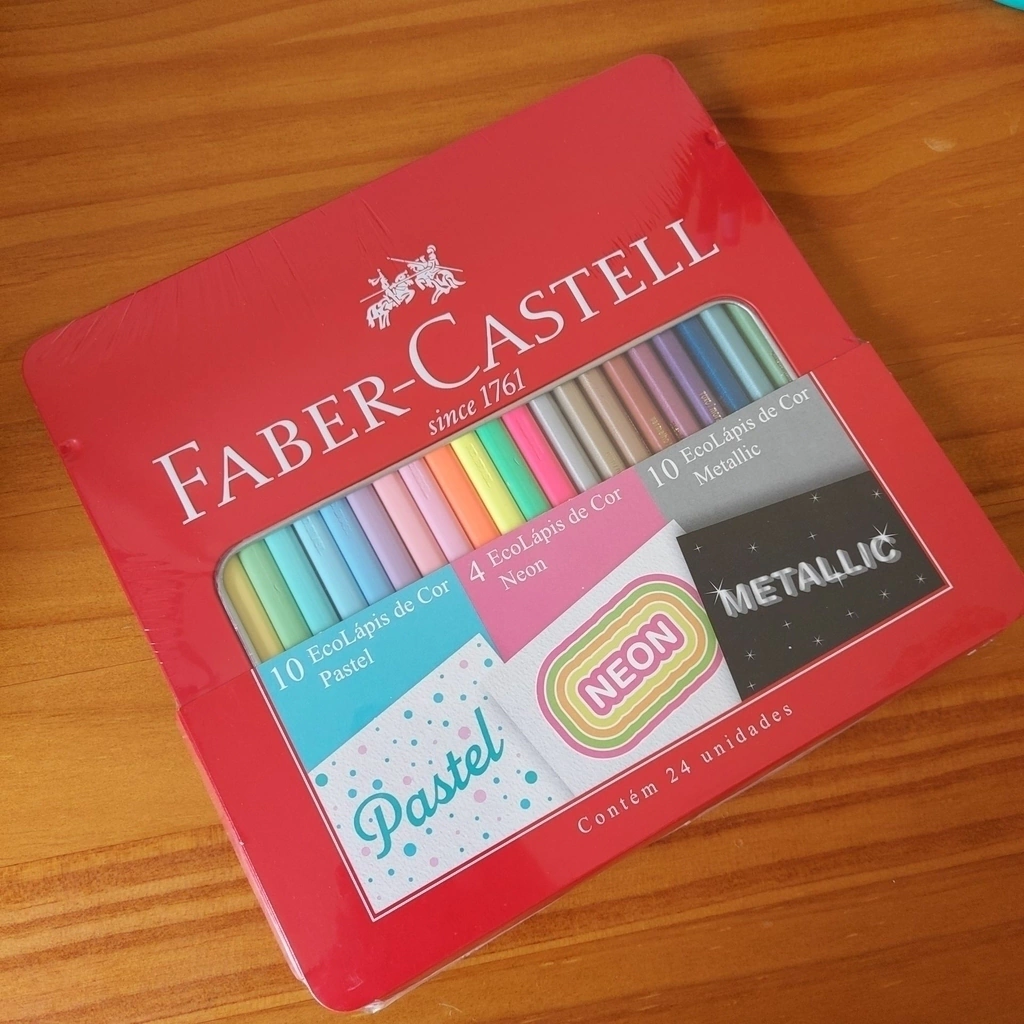 FABER-CASTELL
since 1761
10 EcoLápis de Cor
Pastel
4 EcoLápis de Cor
Neon
10 EcoLápis de Cor
Metallic
Pastel
NEON
METALLIC
Contém 24 unidades